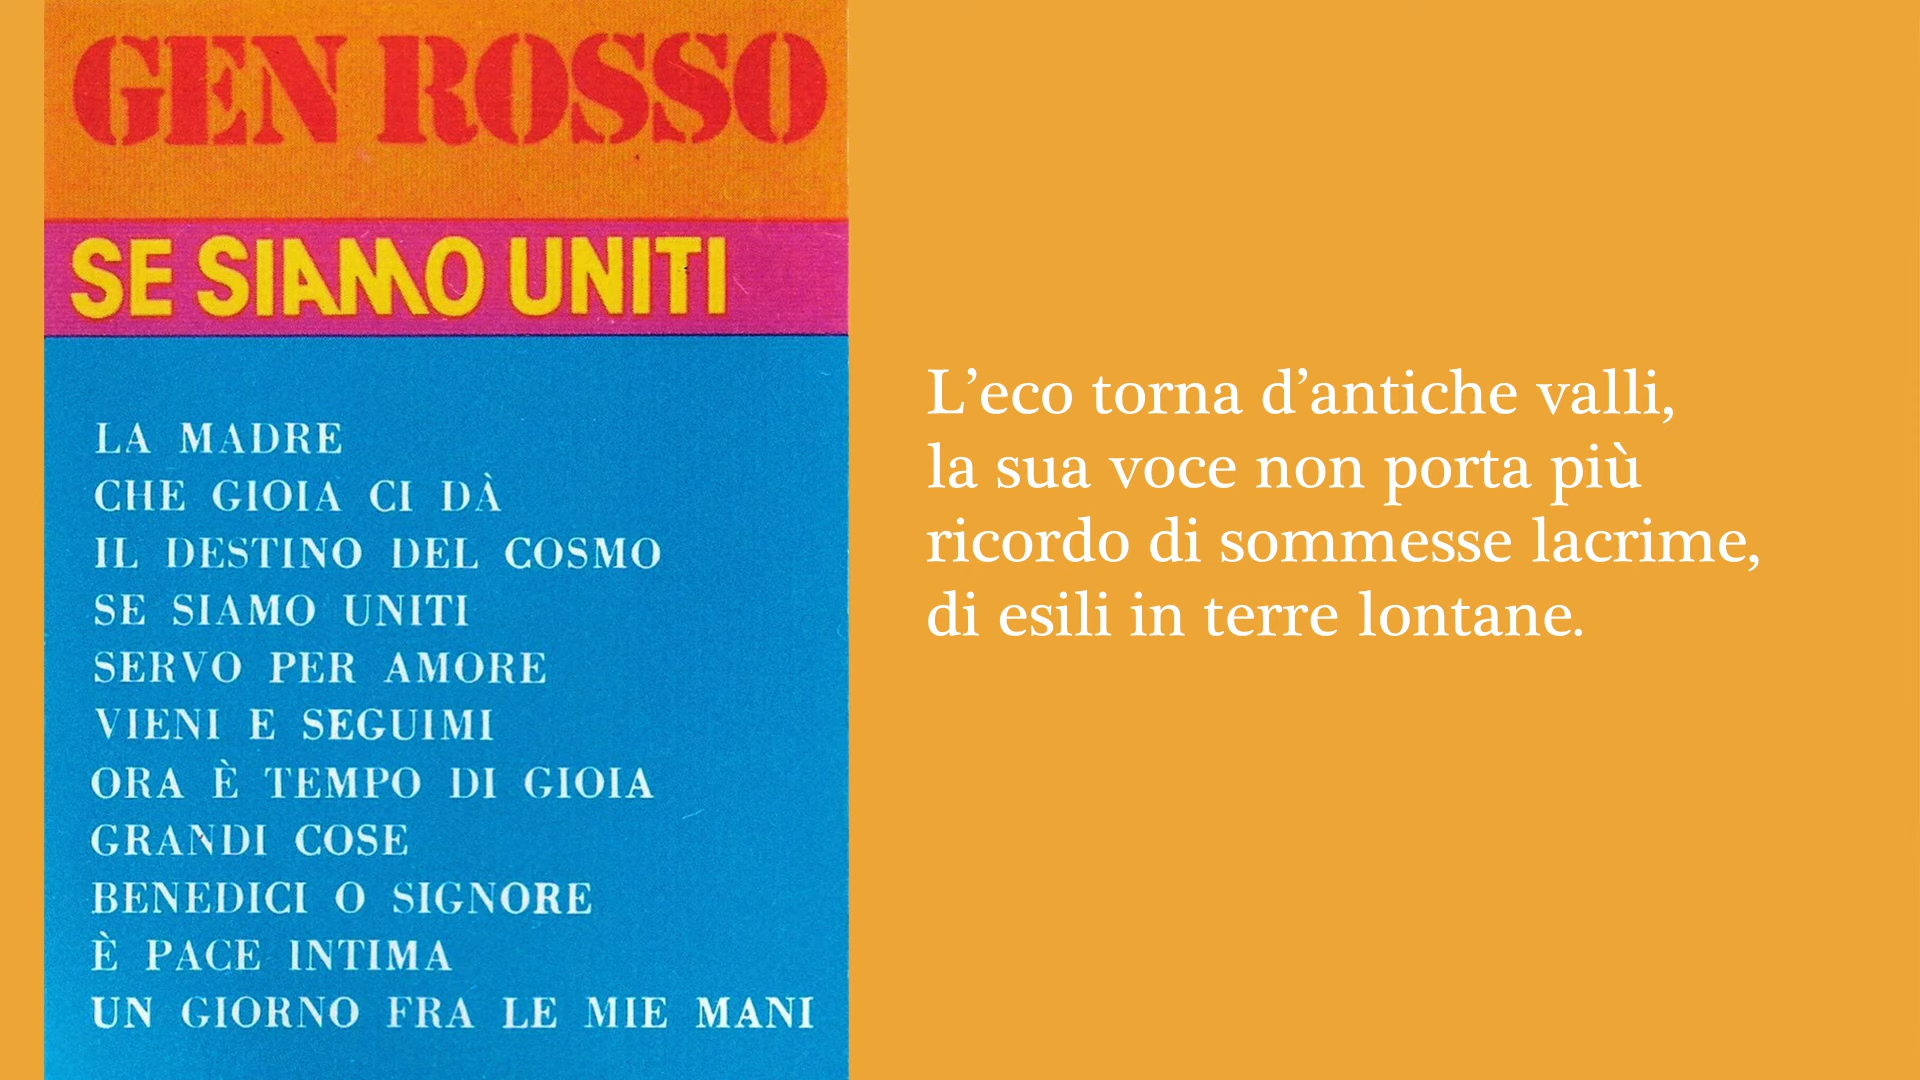 GEN ROSSO
SE SIAMO UNITI
LA MADRE
CHE GIOIA CI DÀ
IL DESTINO DEL COSMO
SE SIAMO UNITI
SERVO PER AMORE
VIENI E SEGUIMI
ORA È TEMPO DI GIOIA
GRANDI COSE
BENEDICI O SIGNORE
È PACE INTIMA
UN GIORNO FRA LE MIE MANI
L’eco torna d’antiche valli,
la sua voce non porta più
ricordo di sommesse lacrime,
di esili in terre lontane.